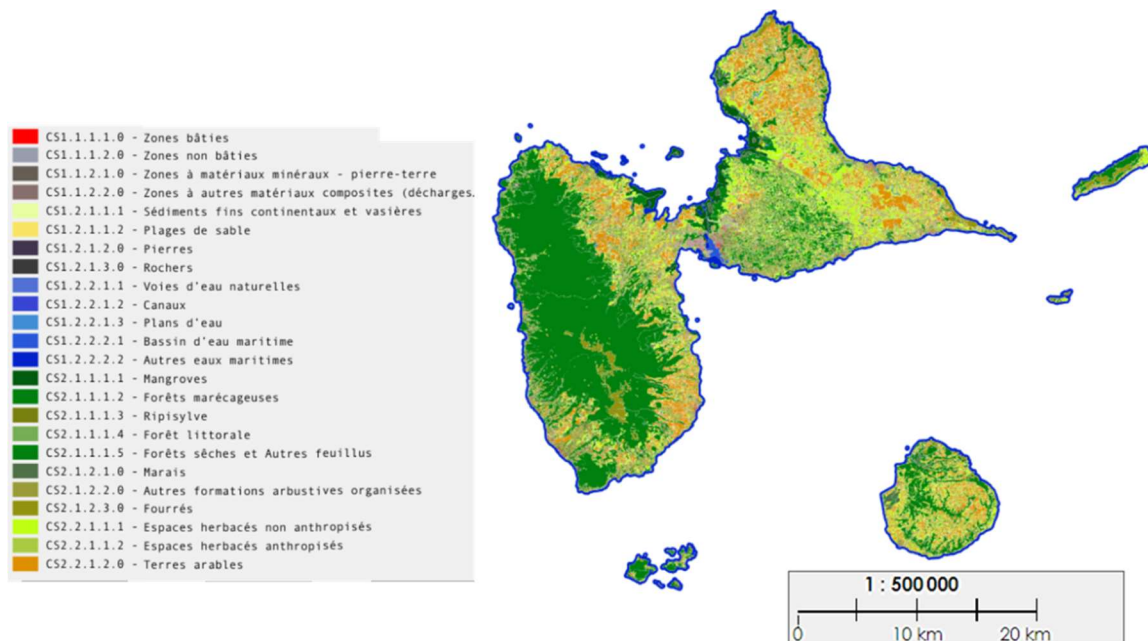 CS1.1.1.1.0 - Zones bâties
CS1.1.1.2.0 - Zones non bâties
CS1.1.2.1.0 - Zones à matériaux minéraux - pierre-terre
CS1.1.2.2.0 - Zones à autres matériaux composites (décharges.
CS1.2.1.1.1 - Sédiments fins continentaux et vasières
CS1.2.1.1.2 - Plages de sable
CS1.2.1.2.0 - Pierres
CS1.2.1.3.0 - Rochers
CS1.2.2.1.1 - Voies d'eau naturelles
CS1.2.2.1.2 - Canaux
CS1.2.2.1.3 - Plans d'eau
CS1.2.2.2.1 - Bassin d'eau maritime
CS1.2.2.2.2 - Autres eaux maritimes
CS2.1.1.1.1 - Mangroves
CS2.1.1.1.2 - Forêts marécageuses
CS2.1.1.1.3 - Ripisylve
CS2.1.1.1.4 - Forêt littorale
CS2.1.1.1.5 - Forêts sêches et Autres feuillus
CS2.1.2.1.0 - Marais
CS2.1.2.2.0 - Autres formations arbustives organisées
CS2.1.2.3.0 - Fourrés
CS2.2.1.1.1 - Espaces herbacés non anthropisés
CS2.2.1.1.2 - Espaces herbacés anthropisés
CS2.2.1.2.0 - Terres arables
1 : 500 000
0 10 km 20 km